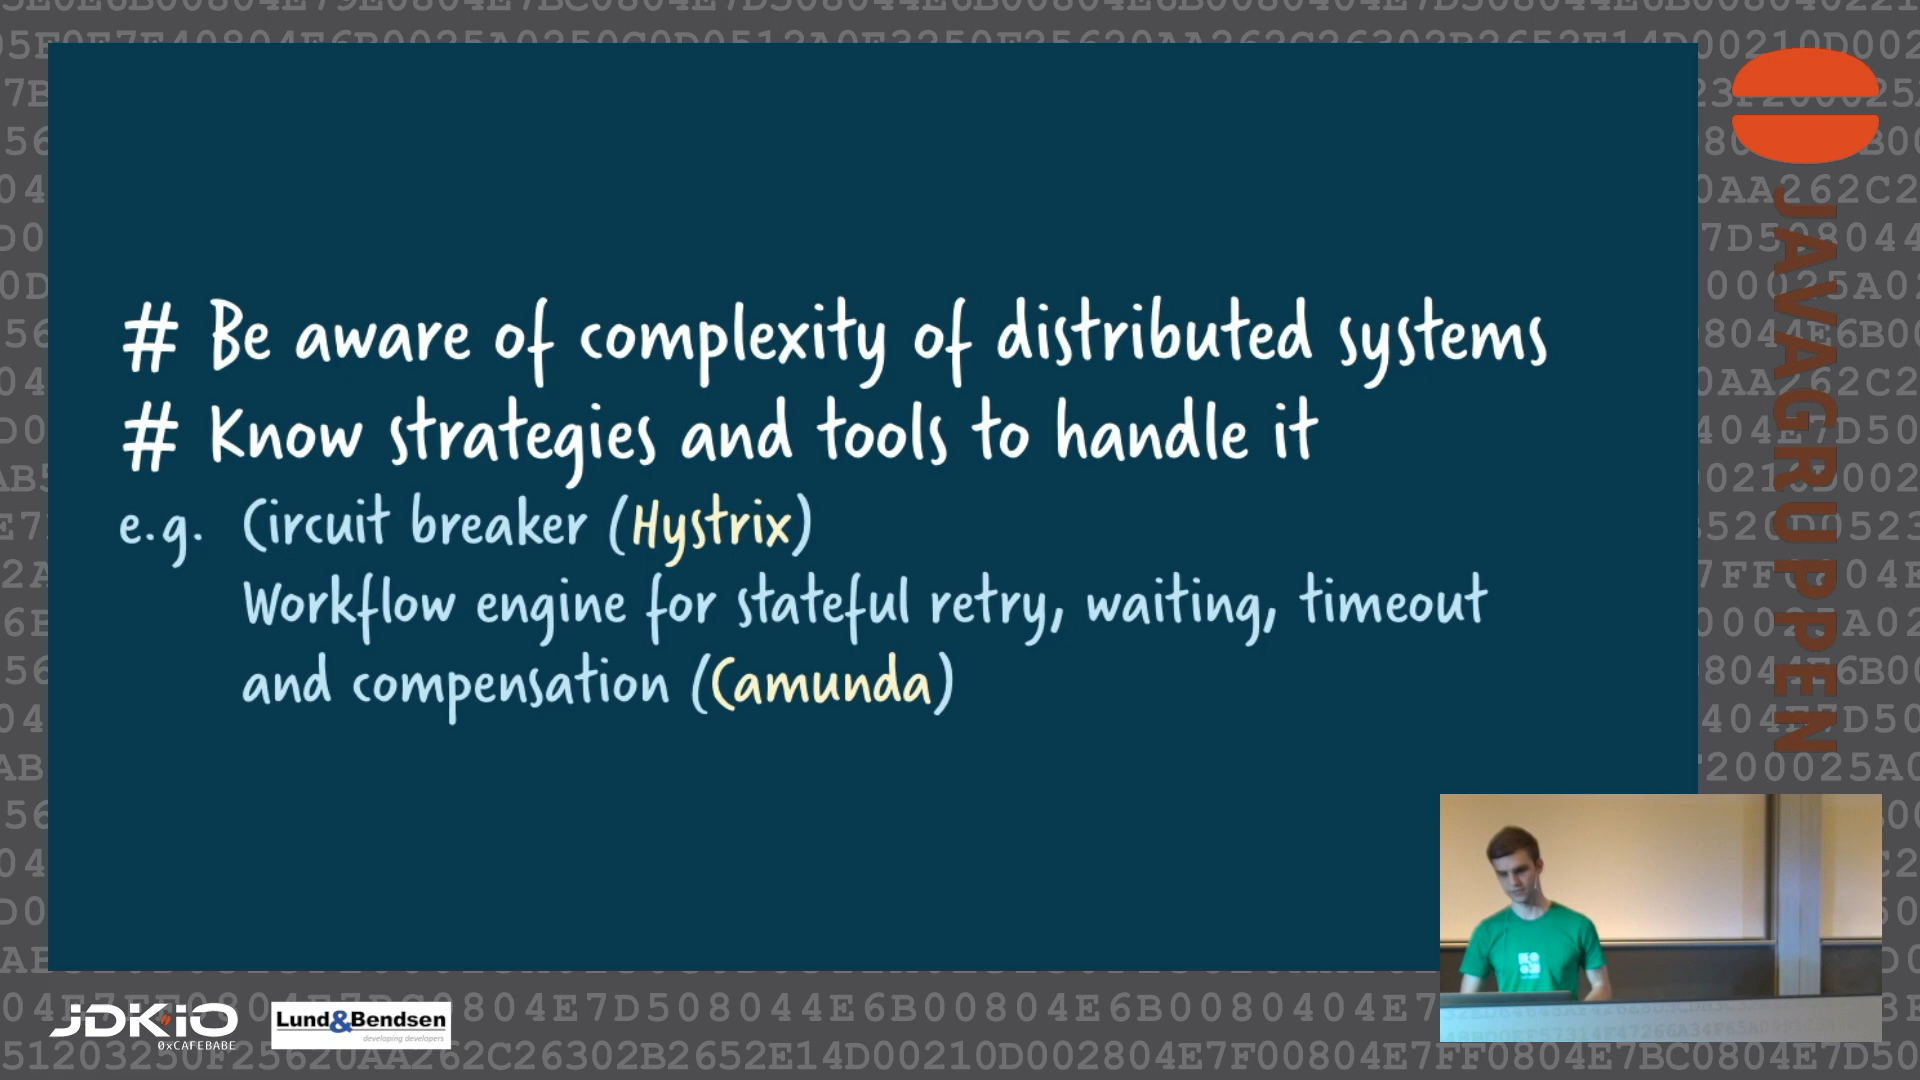 # Be aware of complexity of distributed systems
# Know strategies and tools to handle it
e.g. Circuit breaker (Hystrix)
Workflow engine for stateful retry, waiting, timeout
and compensation (Camunda)
JAVAGRUPPEN
JDK.IO
0xCAFEBABE
Lund&Bendsen
developing developers